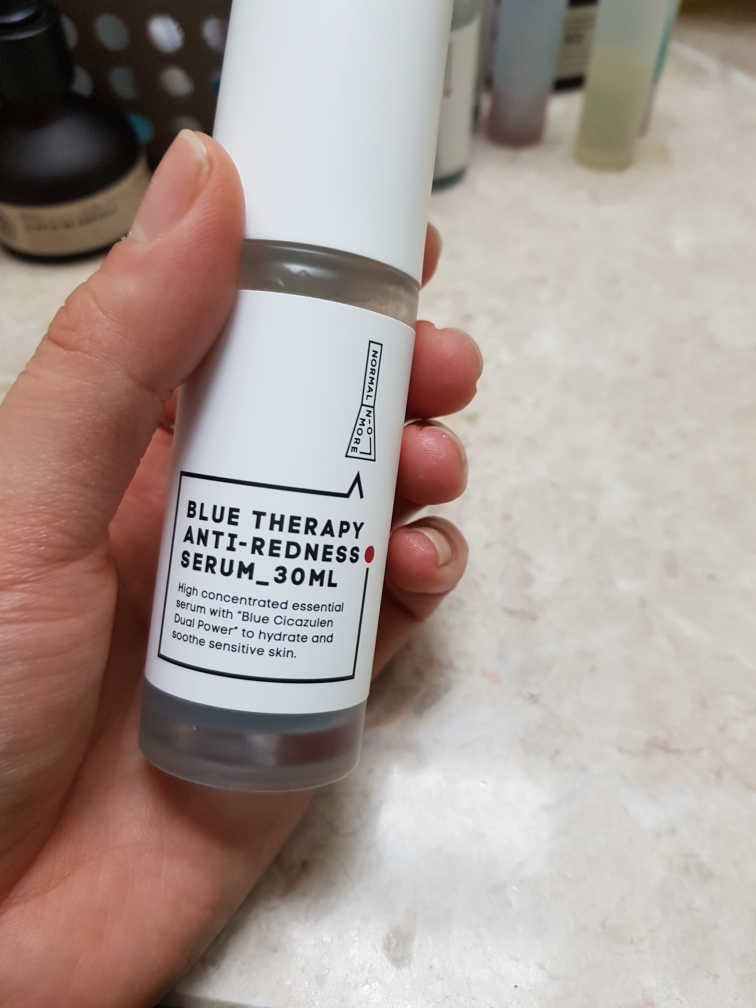 NORMAL N-O
MORE
BLUE THERAPY
ANTI-REDNESS
SERUM_30ML
High concentrated essential
serum with "Blue Cicazulen
Dual Power" to hydrate and
soothe sensitive skin.